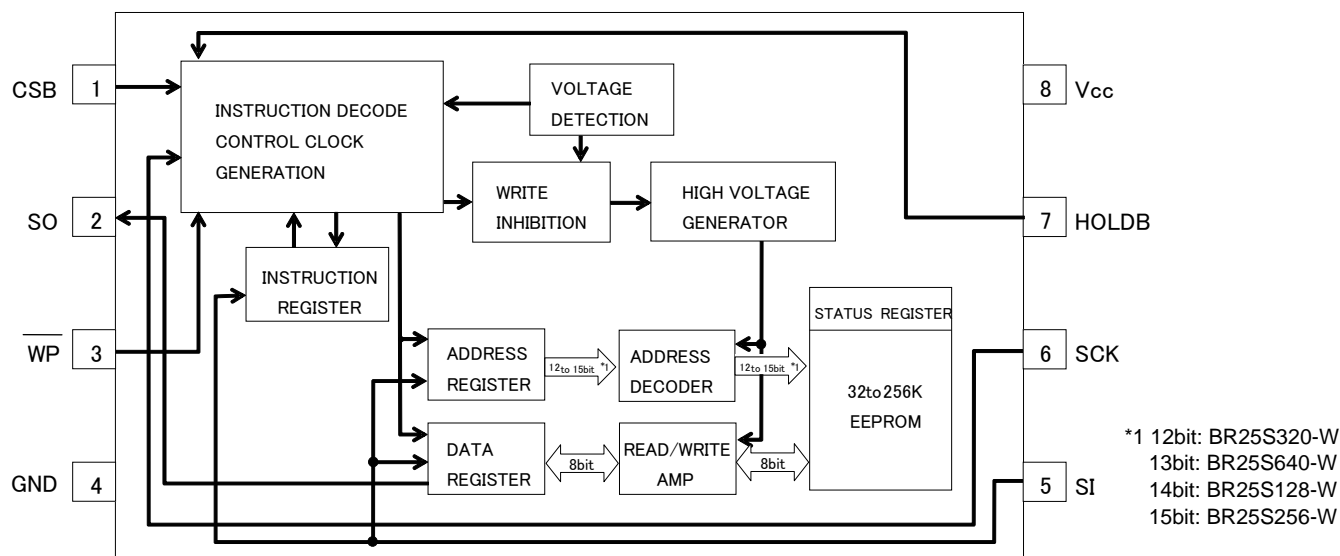 CSB 1
SO 2
WP 3
GND 4
INSTRUCTION DECODE
CONTROL CLOCK
GENERATION
VOLTAGE
DETECTION
WRITE
INHIBITION
HIGH VOLTAGE
GENERATOR
INSTRUCTION
REGISTER
ADDRESS
REGISTER
12to 15bit *1
ADDRESS
DECODER
12to 15bit *1
STATUS REGISTER
32to256K
EEPROM
DATA
REGISTER
8bit
READ/WRITE
AMP
8bit
8 Vcc
7 HOLDB
6 SCK
5 SI
*1 12bit: BR25S320-W
13bit: BR25S640-W
14bit: BR25S128-W
15bit: BR25S256-W